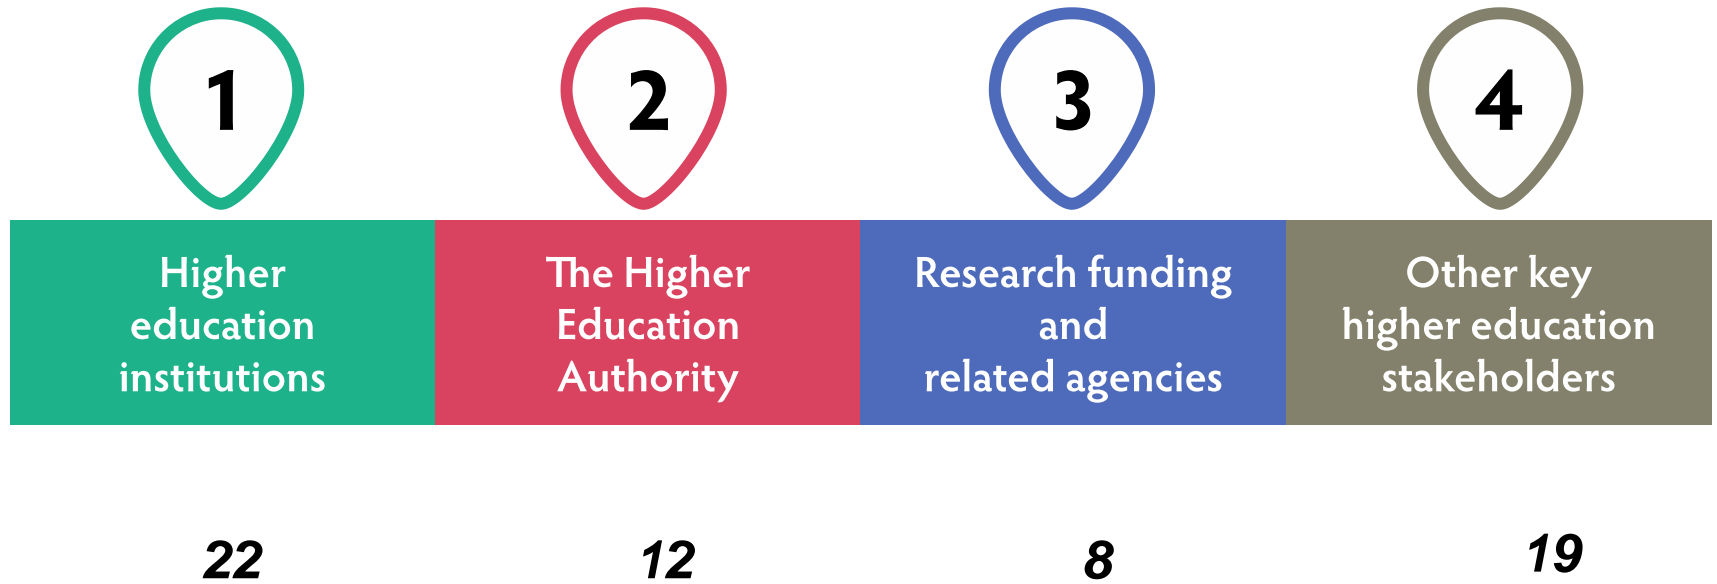 1
2
3
4
Higher
education
institutions
The Higher
Education
Authority
Research funding
and
related agencies
Other key
higher education
stakeholders
22
12
8
19